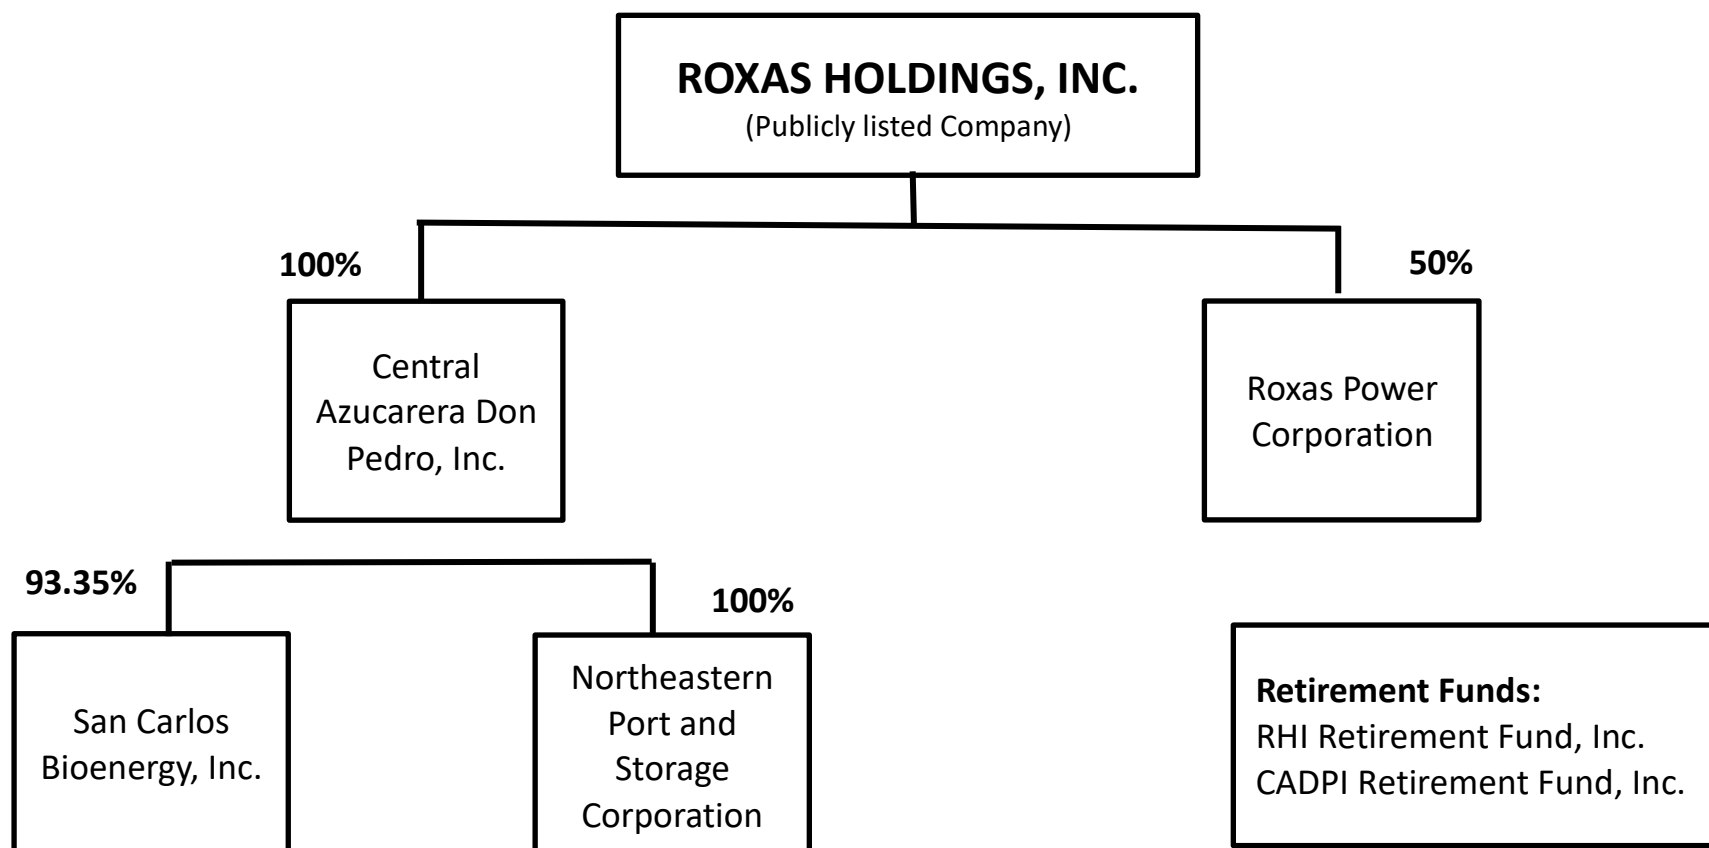 ROXAS HOLDINGS, INC.
(Publicly listed Company)
100%
50%
Central
Azucarera Don
Pedro, Inc.
Roxas Power
Corporation
93.35%
100%
San Carlos
Bioenergy, Inc.
Northeastern
Port and
Storage
Corporation
Retirement Funds:
RHI Retirement Fund, Inc.
CADPI Retirement Fund, Inc.